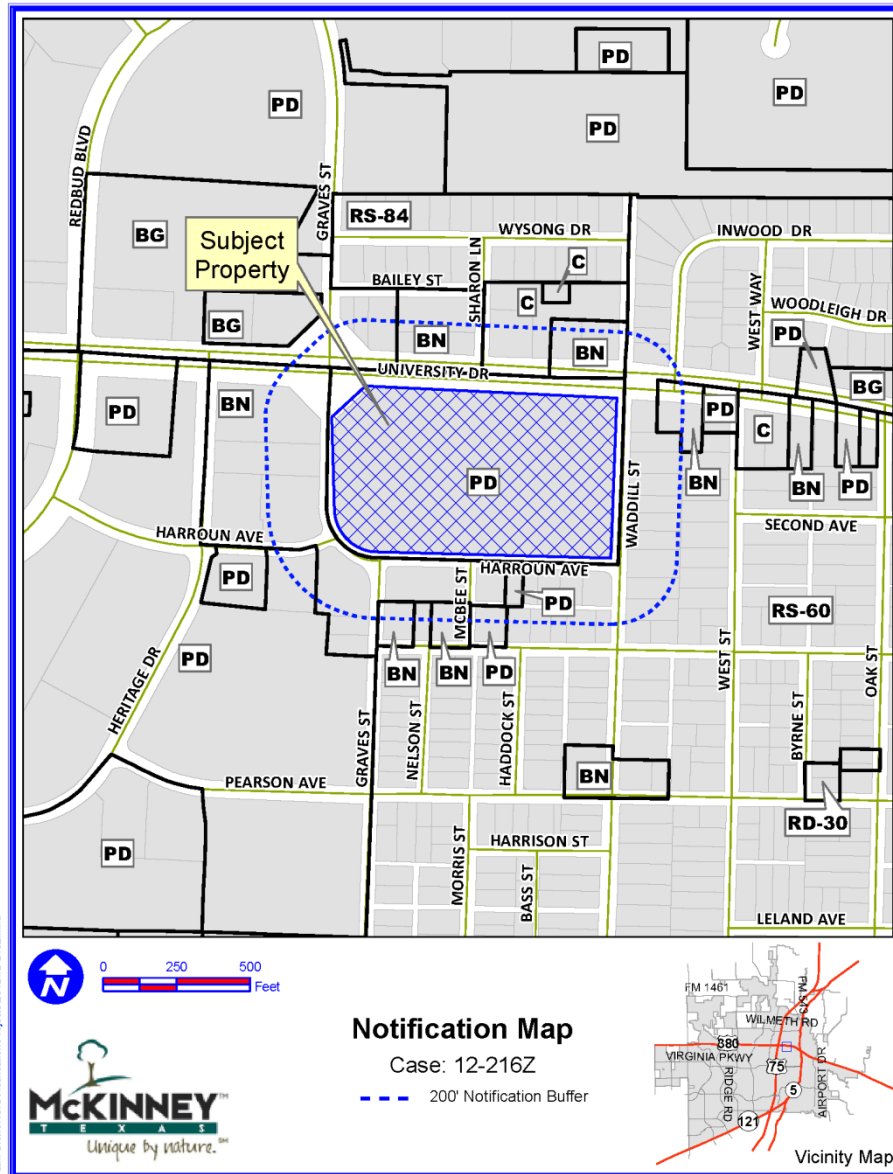 PD
PD
PD
PD
REDBUD BLVD
GRAVES ST
RS-84
WYSONG DR
INWOOD DR
BG
Subject
Property
SHARON LN
C
BAILEY ST
C
WEST WAY
WOODLEIGH DR
BG
BN
BN
PD
UNIVERSITY DR
BG
PD
BN
PD
C
PD
BN
BN
PD
WADDILL ST
SECOND AVE
HARROUN AVE
HARROUN AVE
PD
MCBEE ST
PD
RS-60
PD
BN
BN
PD
HERITAGE DR
GRAVES ST
NELSON ST
HADDOCK ST
WEST ST
BYRNE ST
OAK ST
BN
PEARSON AVE
RD-30
PD
MORRIS ST
HARRISON ST
BASS ST
LELAND AVE
N
0 250 500
Feet
Notification Map
Case: 12-216Z
200' Notification Buffer
McKINNEY™
TEXAS
Unique by nature.℠
FM 1461
FM 543
WILMETH RD
380
VIRGINIA PKWY
75
RIDGE RD
5
AIRPORT DR
121
Vicinity Map